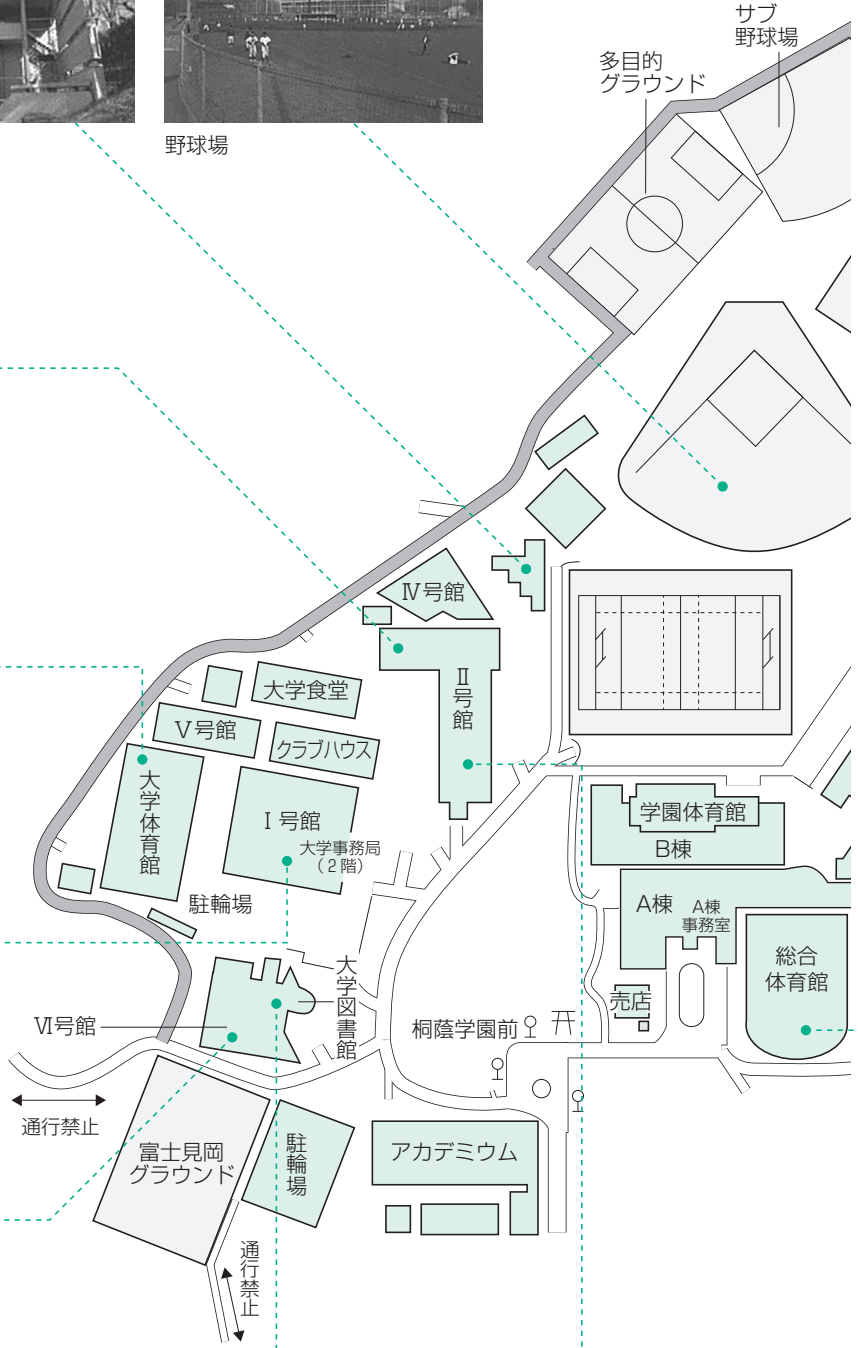 サブ
野球場
多目的
グラウンド
野球場
Ⅳ号館
Ⅱ号館
大学食堂
Ⅴ号館
クラブハウス
大学体育館
Ⅰ号館
大学事務局
（２階）
駐輪場
学園体育館
B棟
A棟
A棟
事務室
総合
体育館
売店
大学図書館
Ⅵ号館
桐蔭学園前
通行禁止
富士見岡
グラウンド
駐輪場
アカデミウム
通行禁止